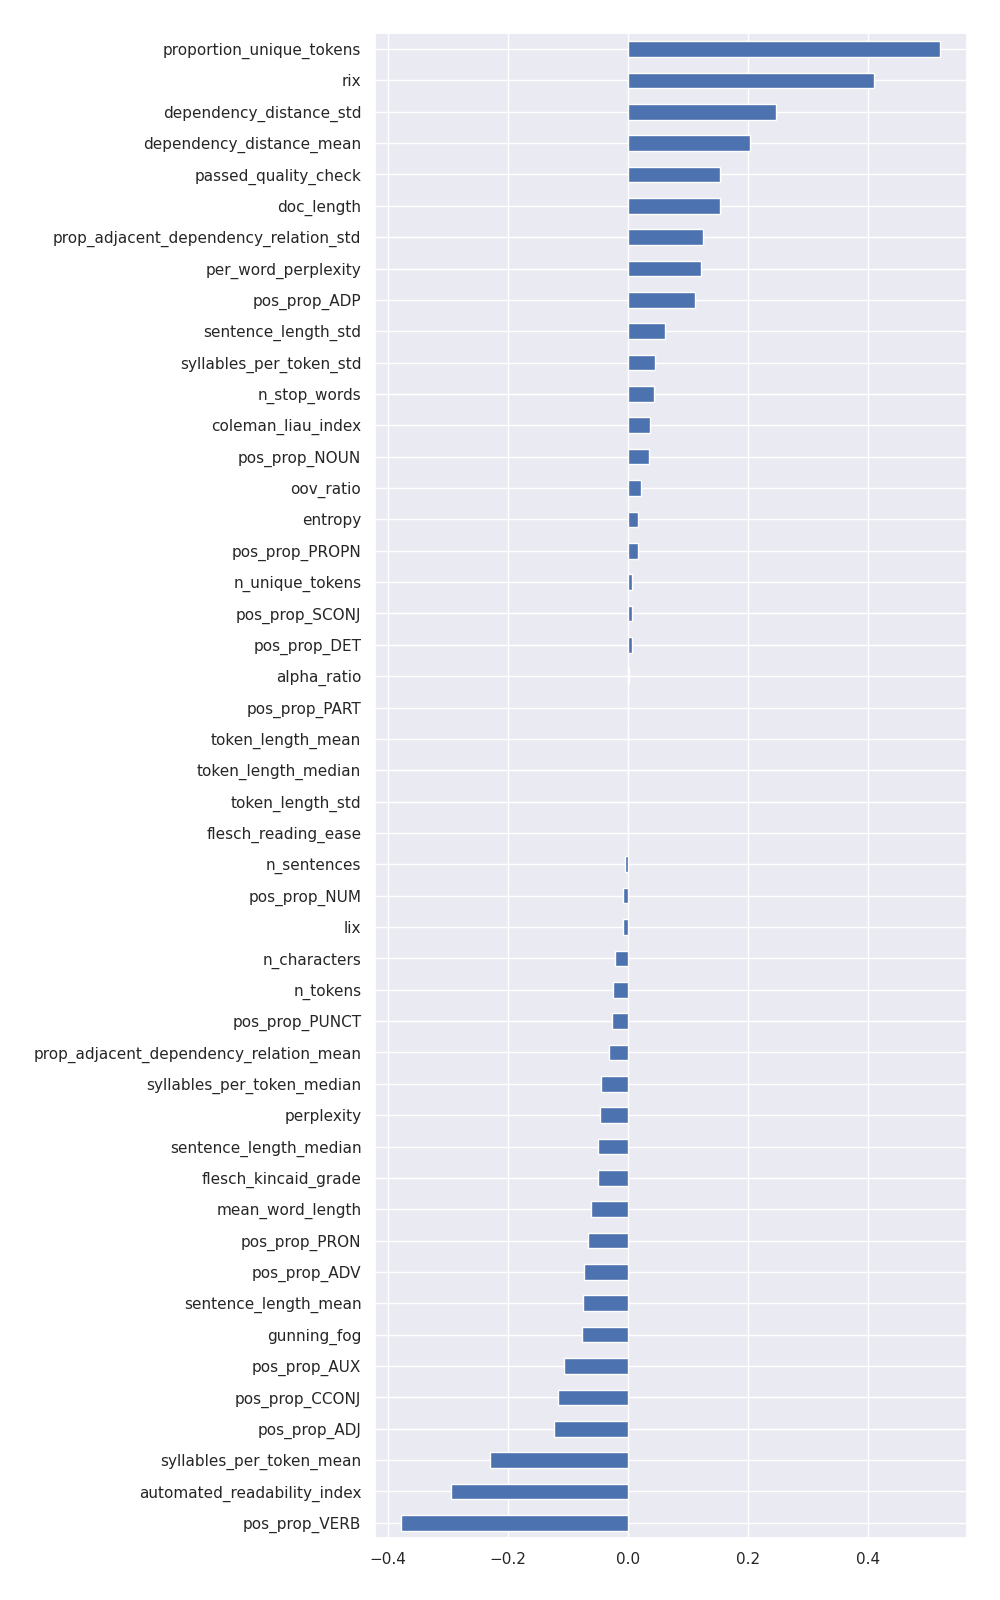 proportion_unique_tokens
rix
dependency_distance_std
dependency_distance_mean
passed_quality_check
doc_length
prop_adjacent_dependency_relation_std
per_word_perplexity
pos_prop_ADP
sentence_length_std
syllables_per_token_std
n_stop_words
coleman_liau_index
pos_prop_NOUN
oov_ratio
entropy
pos_prop_PROPN
n_unique_tokens
pos_prop_SCONJ
pos_prop_DET
alpha_ratio
pos_prop_PART
token_length_mean
token_length_median
token_length_std
flesch_reading_ease
n_sentences
pos_prop_NUM
lix
n_characters
n_tokens
pos_prop_PUNCT
prop_adjacent_dependency_relation_mean
syllables_per_token_median
perplexity
sentence_length_median
flesch_kincaid_grade
mean_word_length
pos_prop_PRON
pos_prop_ADV
sentence_length_mean
gunning_fog
pos_prop_AUX
pos_prop_CCONJ
pos_prop_ADJ
syllables_per_token_mean
automated_readability_index
pos_prop_VERB
−0.4 −0.2 0.0 0.2 0.4